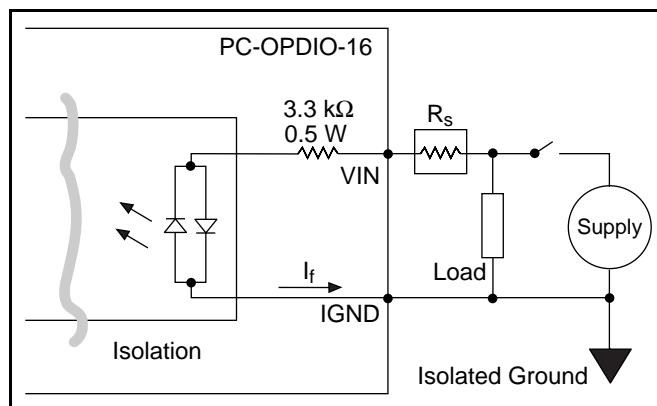 PC-OPDIO-16
3.3 kΩ
0.5 W
Rs
VIN
Supply
Load
If
IGND
Isolation
Isolated Ground